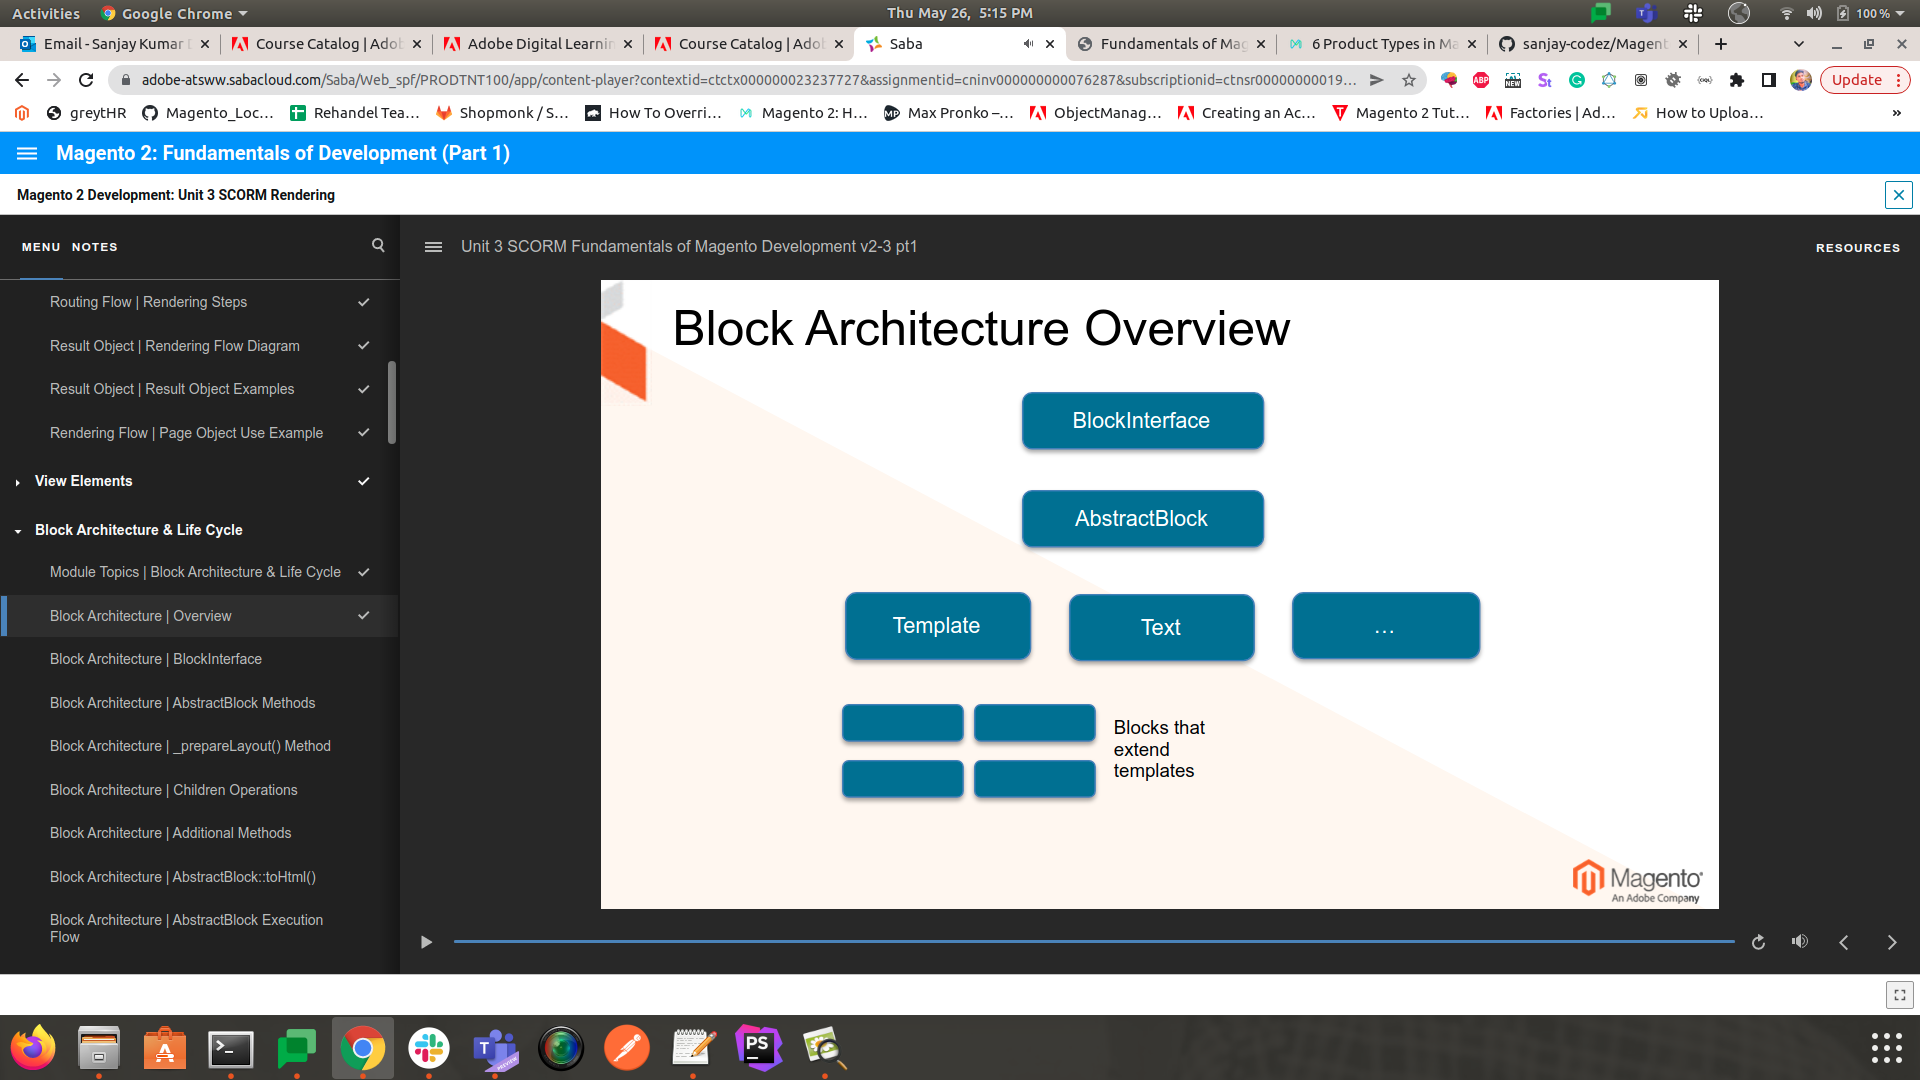 Activities
Google Chrome
Thu May 26, 5:15 PM
100 %
Email - Sanjay Kumar
Course Catalog | Adob
Adobe Digital Learnin
Course Catalog | Adob
Saba
Fundamentals of Mag
6 Product Types in Ma
sanjay-codez/Magent
adobe-atsww.sabacloud.com/Saba/Web_spf/PRODTNT100/app/content-player?contextid=ctctx000000023237727&assignmentid=cninv000000000076287&subscriptionid=ctnsr00000000019...
ABP
NEW
Update
greytHR
Magento_Loc...
Rehandel Tea...
Shopmonk / S...
How To Overri...
Magento 2: H...
Max Pronko –...
ObjectManag...
Creating an Ac...
Magento 2 Tut...
Factories | Ad...
How to Uploa...
»
Magento 2: Fundamentals of Development (Part 1)
Magento 2 Development: Unit 3 SCORM Rendering
MENU
NOTES
Unit 3 SCORM Fundamentals of Magento Development v2-3 pt1
RESOURCES
Routing Flow | Rendering Steps
Result Object | Rendering Flow Diagram
Result Object | Result Object Examples
Rendering Flow | Page Object Use Example
View Elements
Block Architecture & Life Cycle
Module Topics | Block Architecture & Life Cycle
Block Architecture | Overview
Block Architecture | BlockInterface
Block Architecture | AbstractBlock Methods
Block Architecture | _prepareLayout() Method
Block Architecture | Children Operations
Block Architecture | Additional Methods
Block Architecture | AbstractBlock::toHtml()
Block Architecture | AbstractBlock Execution
Flow
Block Architecture Overview
BlockInterface
AbstractBlock
Template
Text
…
Blocks that
extend
templates
Magento
An Adobe Company
PS